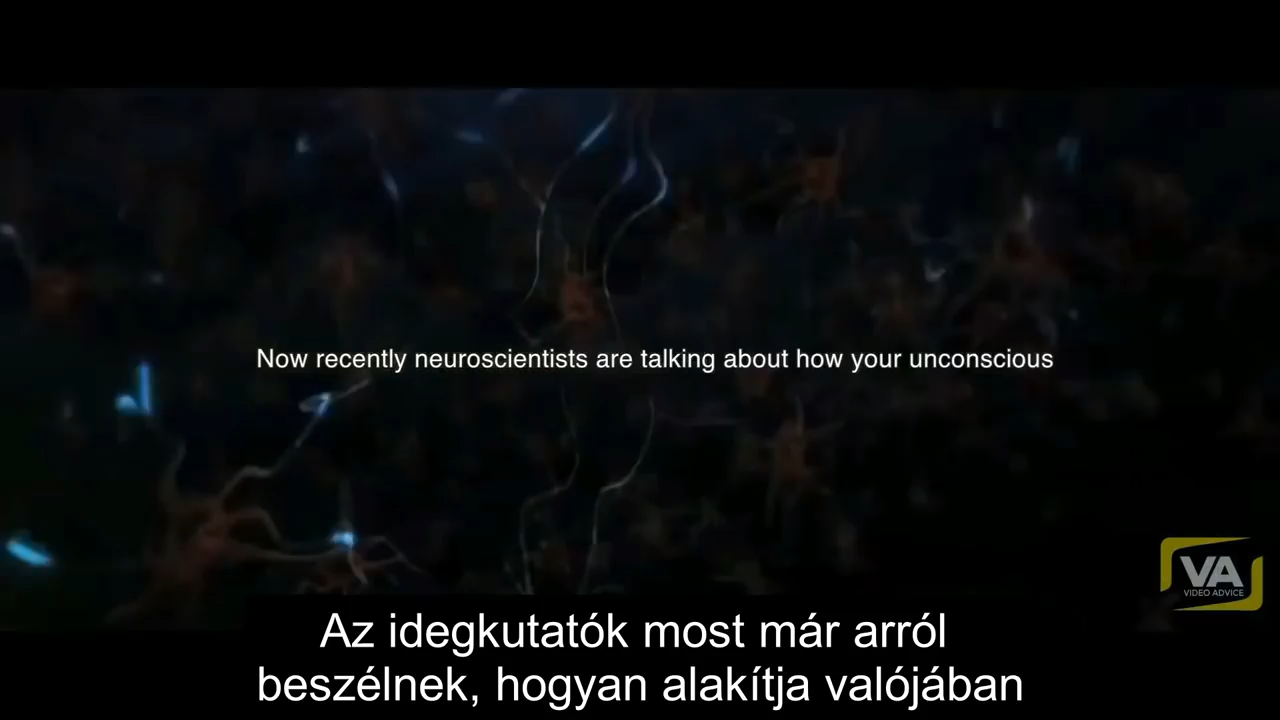 Now recently neuroscientists are talking about how your unconscious
VA
VIDEO ADVICE
Az idegkutatók most már arról
beszélnek, hogyan alakítja valójában